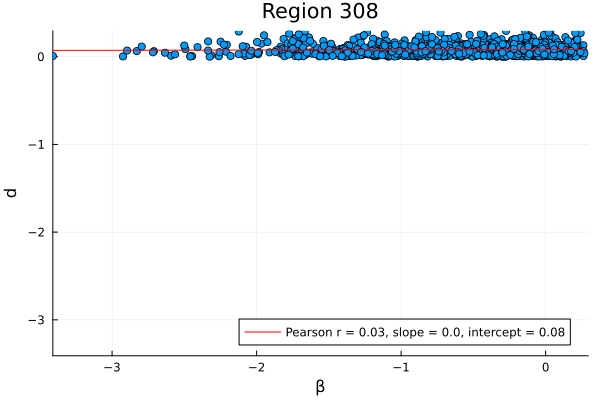 Region 308
0
−1
−2
−3
d
−3
−2
−1
0
β
Pearson r = 0.03, slope = 0.0, intercept = 0.08